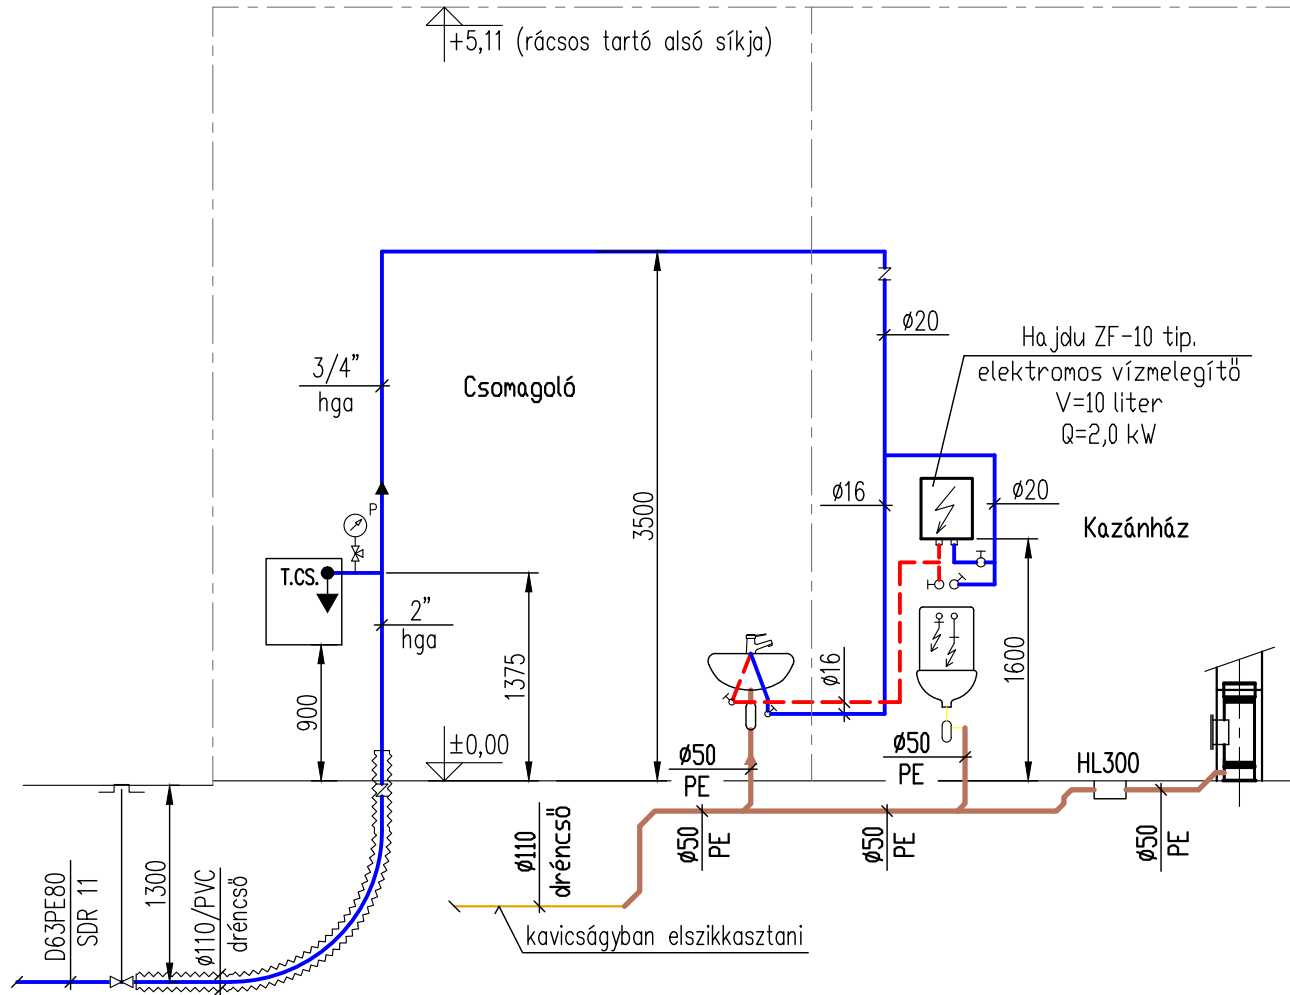 +5,11 (rácsos tartó alsó síkja)
3/4"
hga
Csomagoló
ø20
Hajdu ZF-10 tip.
elektromos vízmelegítő
V=10 liter
Q=2,0 kW
3500
ø16
ø20
P
Kazánház
T.CS.
2"
hga
1375
900
ø16
1600
±0,00
ø50
PE
ø50
PE
HL300
ø50
PE
ø50
PE
ø50
PE
ø110
dréncső
1300
D63PE80
SDR 11
ø110/PVC
dréncső
kavicságyban elszikkasztani